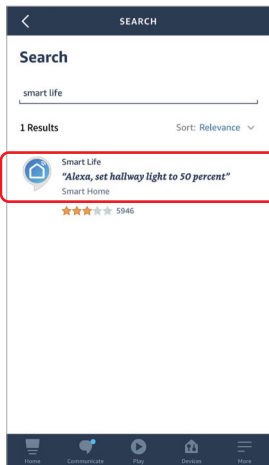 SEARCH
Search
smart life
1 Results Sort: Relevance
Smart Life
"Alexa, set hallway light to 50 percent"
Smart Home
5946
Home Communicate Play Devices More